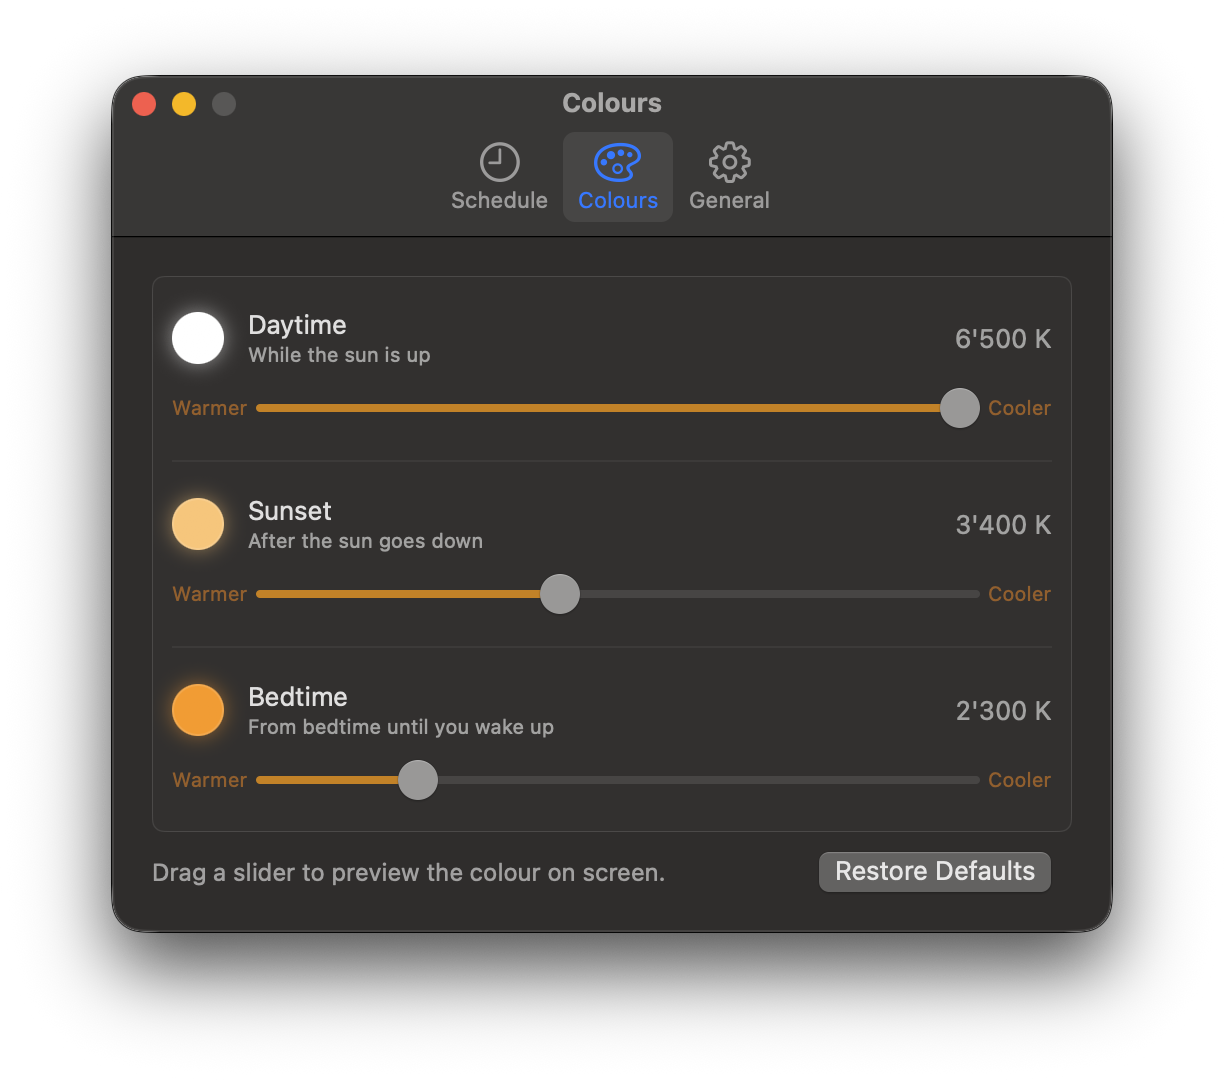 Colours
Schedule
Colours
General
Daytime
While the sun is up
6'500 K
Warmer
Cooler
Sunset
After the sun goes down
3'400 K
Warmer
Cooler
Bedtime
From bedtime until you wake up
2'300 K
Warmer
Cooler
Drag a slider to preview the colour on screen.
Restore Defaults